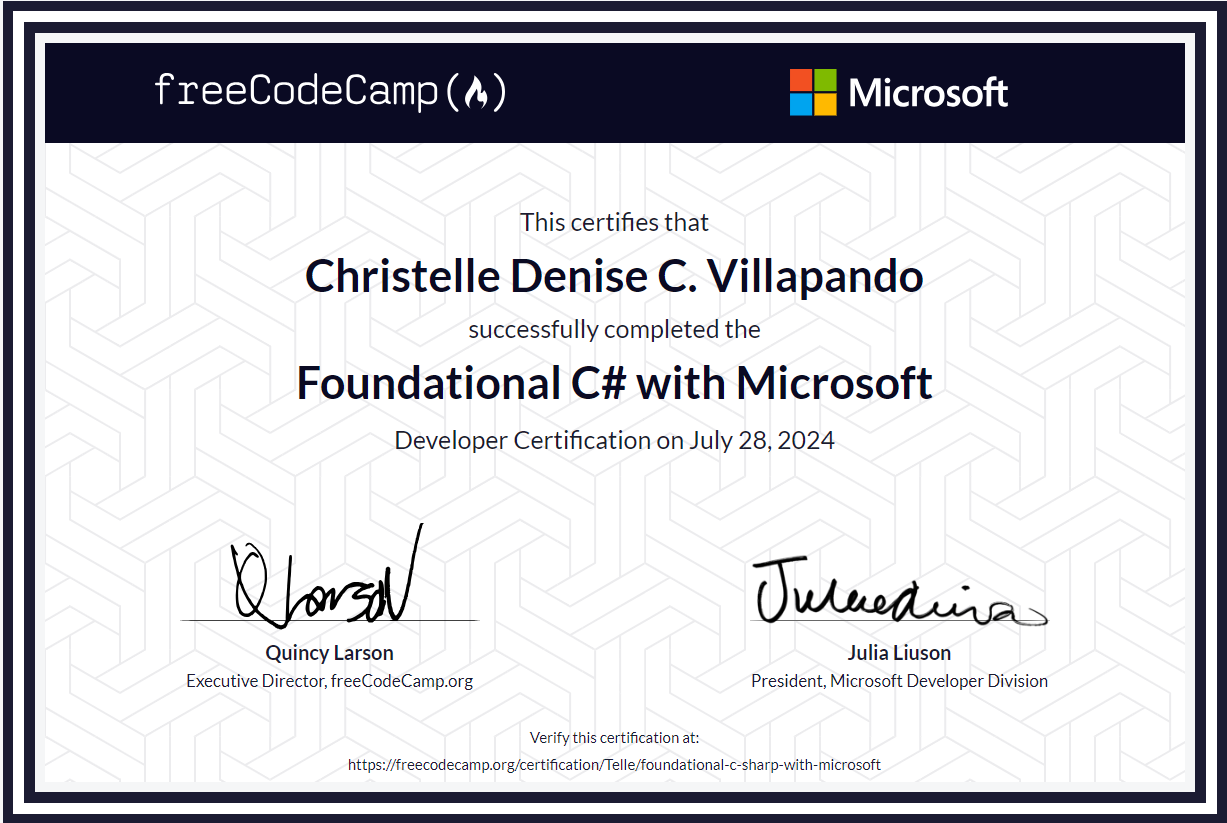 freeCodeCamp
Microsoft
This certifies that
Christelle Denise C. Villapando
successfully completed the
Foundational C# with Microsoft
Developer Certification on July 28, 2024
Quincy Larson
Executive Director, freeCodeCamp.org
Julia Liuson
President, Microsoft Developer Division
Verify this certification at:
https://freecodecamp.org/certification/Telle/foundational-c-sharp-with-microsoft